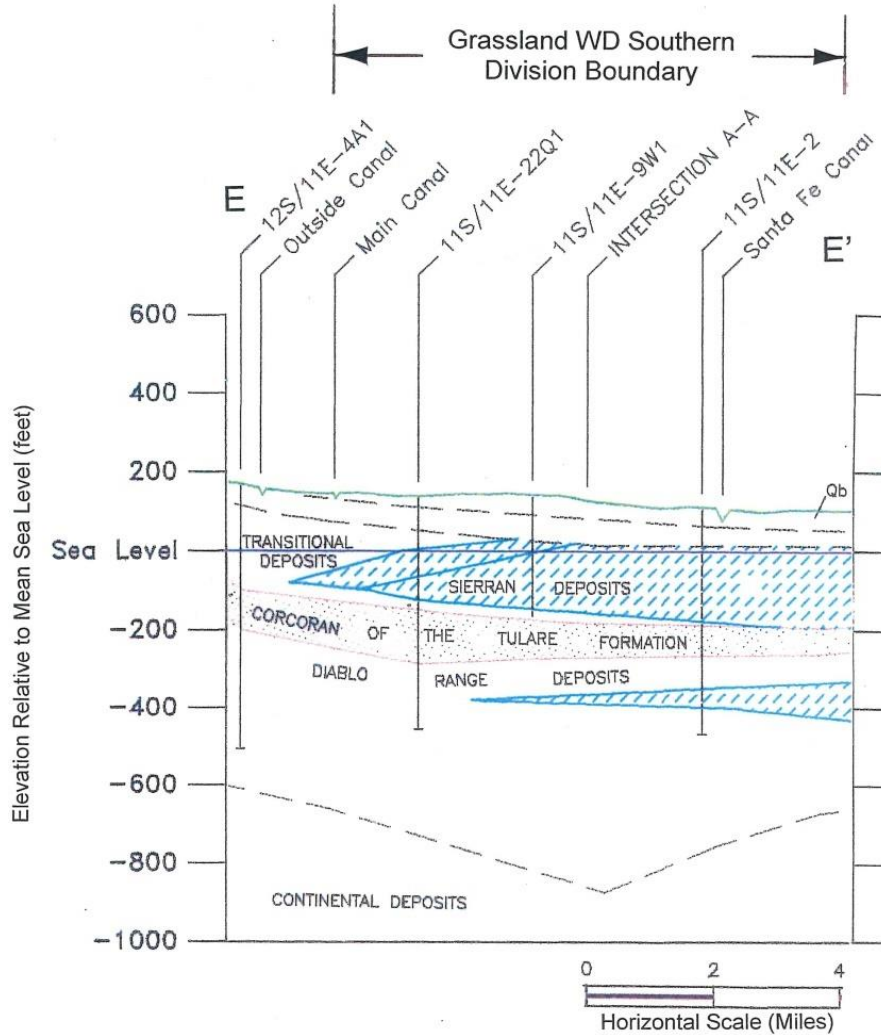 Grassland WD Southern
Division Boundary
E
12S/11E-4A1
Outside Canal
Main Canal
11S/11E-22Q1
11S/11E-9W1
INTERSECTION A-A
11S/11E-2
Santa Fe Canal
E'
Elevation Relative to Mean Sea Level (feet)
600
400
200
Sea Level
-200
-400
-600
-800
-1000
Qb
TRANSITIONAL
DEPOSITS
SIERRAN DEPOSITS
CORCORAN OF THE TULARE FORMATION
DIABLO RANGE DEPOSITS
CONTINENTAL DEPOSITS
0 2 4
Horizontal Scale (Miles)